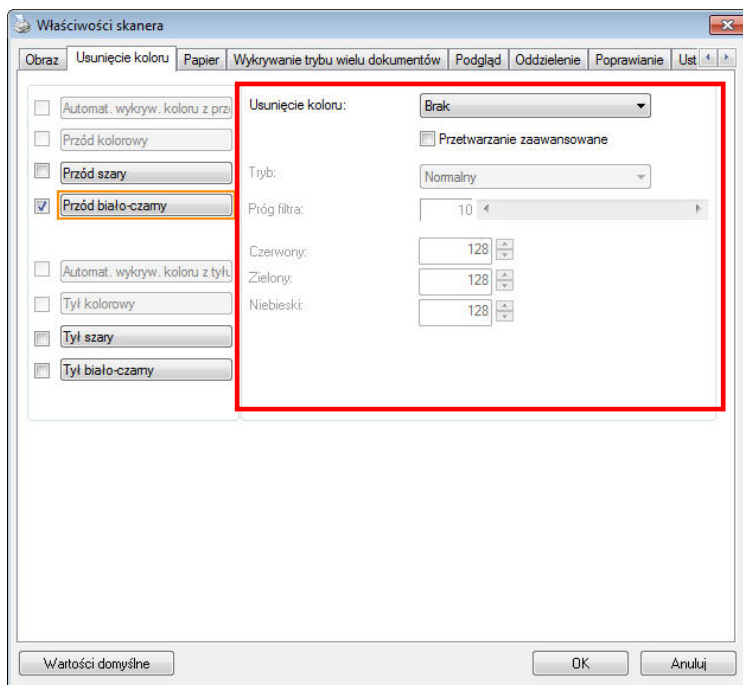 Właściwości skanera
Obraz Usunięcie koloru Papier Wykrywanie trybu wielu dokumentów Podgląd Oddzielenie Poprawianie Ust
Automat. wykryw. koloru z prze
Przód kolorowy
Przód szary
Przód biało-czarny
Automat. wykryw. koloru z tyłu
Tył kolorowy
Tył szary
Tył biało-czarny
Usunięcie koloru: Brak
Przetwarzanie zaawansowane
Tryb: Normalny
Próg filtra: 10
Czerwony: 128
Zielony: 128
Niebieski: 128
Wartości domyślne OK Anuluj